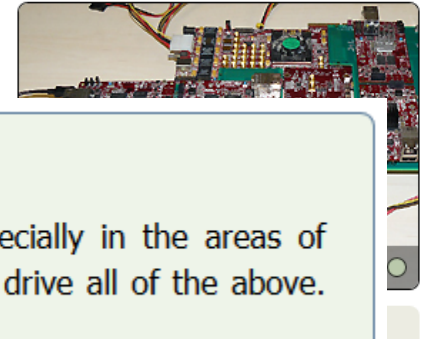 ecially in the areas of
drive all of the above.